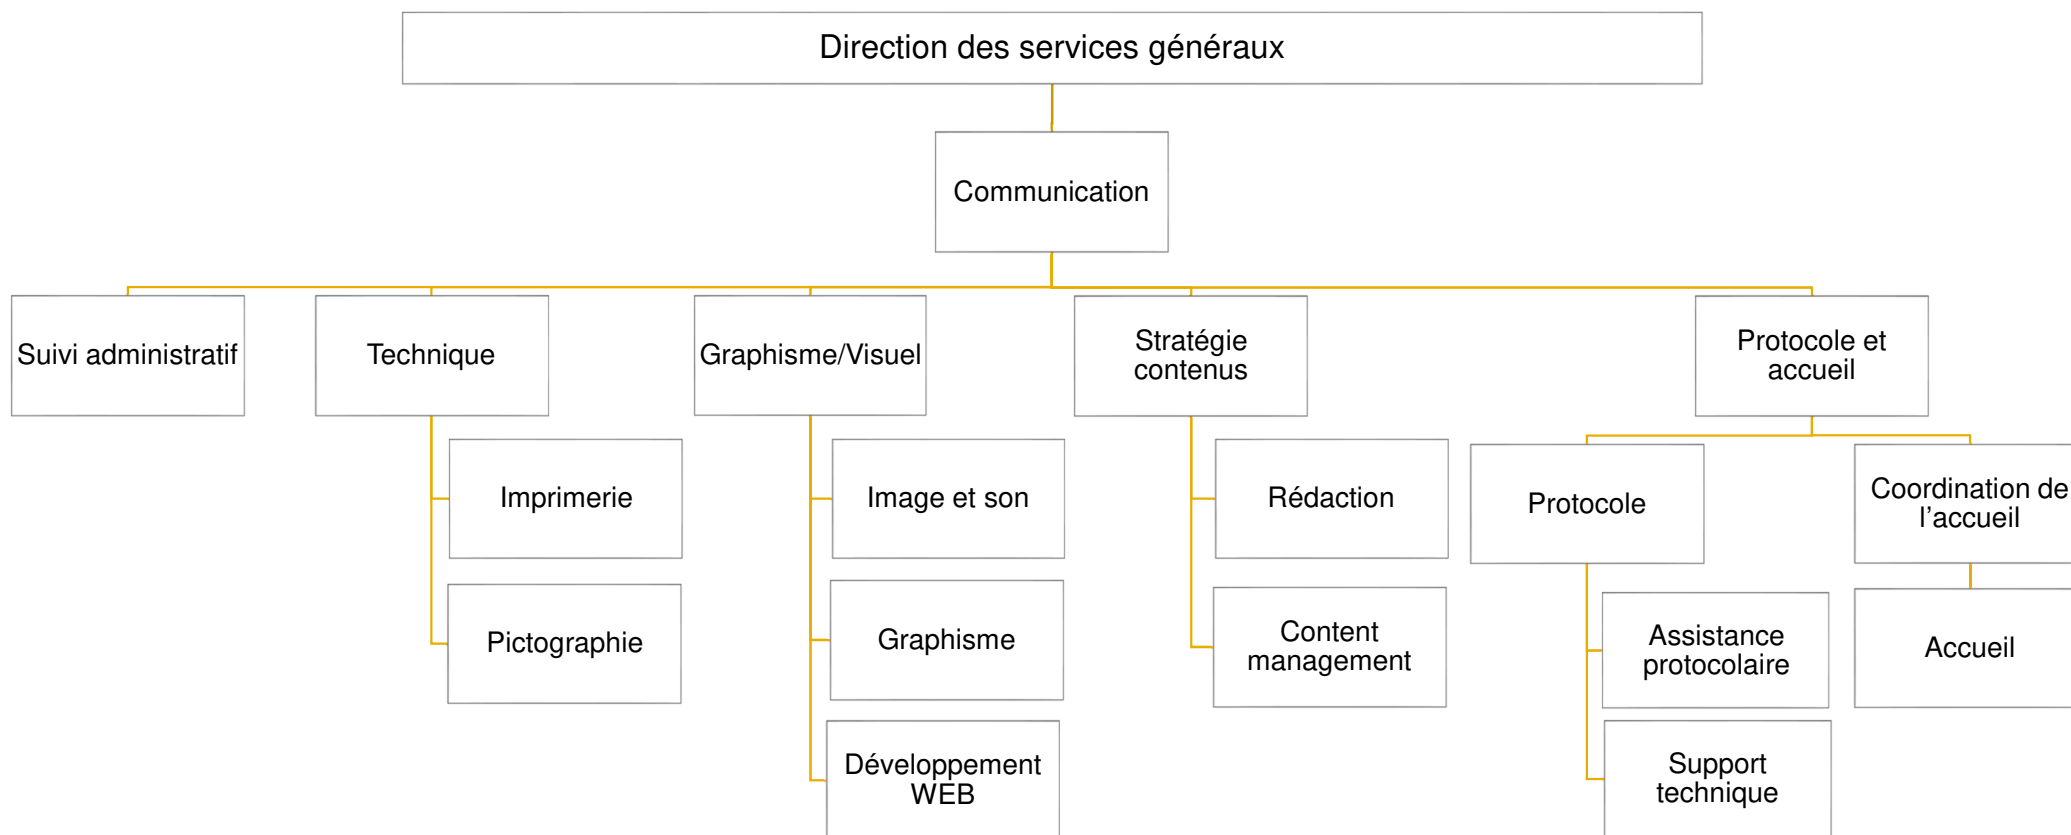 Direction des services généraux
Communication
Suivi administratif
Technique
Graphisme/Visuel
Stratégie
contenus
Protocole et
accueil
Imprimerie
Image et son
Rédaction
Protocole
Coordination de
l’accueil
Pictographie
Graphisme
Content
management
Assistance
protocolaire
Accueil
Développement
WEB
Support
technique